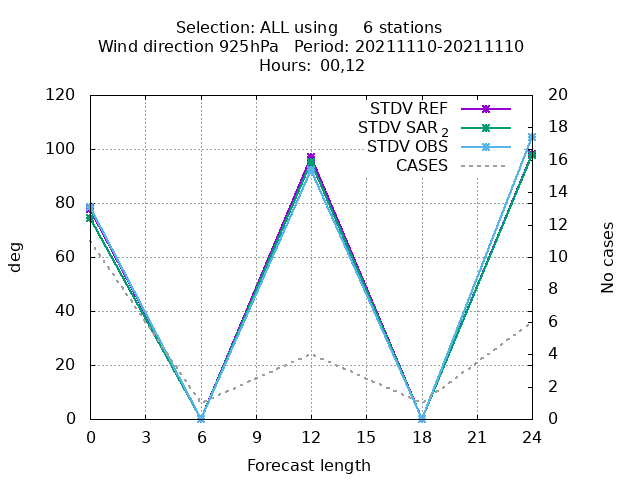 Selection: ALL using     6 stations
Wind direction 925hPa   Period: 20211110-20211110
Hours: 00,12
120
100
80
60
40
20
0
deg
20
18
16
14
12
10
8
6
4
2
0
No cases
STDV REF
STDV SAR 2
STDV OBS
CASES
0 3 6 9 12 15 18 21 24
Forecast length